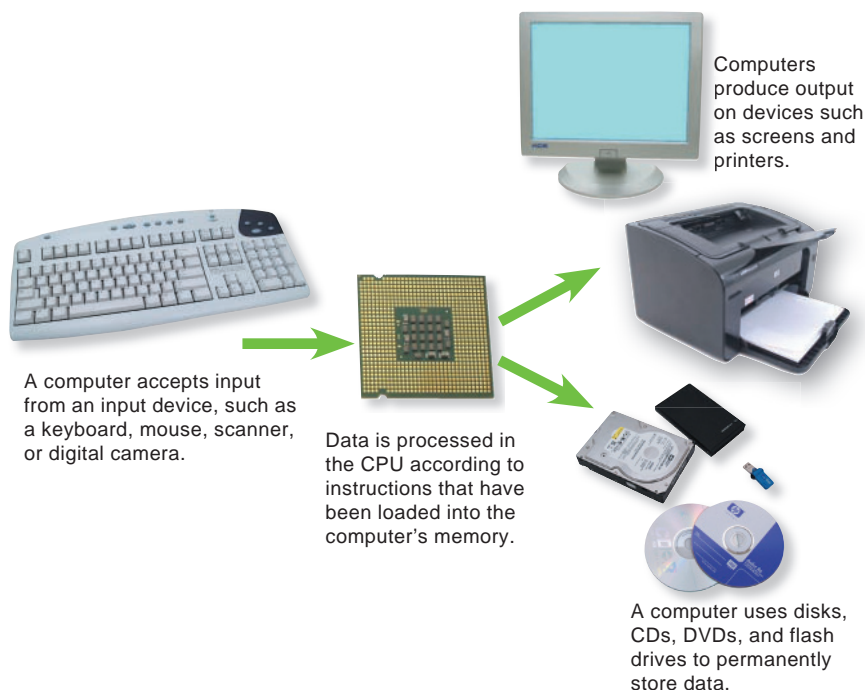 Computers
produce output
on devices such
as screens and
printers.
A computer accepts input
from an input device, such as
a keyboard, mouse, scanner,
or digital camera.
Data is processed in
the CPU according to
instructions that have
been loaded into the
computer's memory.
A computer uses disks,
CDs, DVDs, and flash
drives to permanently
store data.